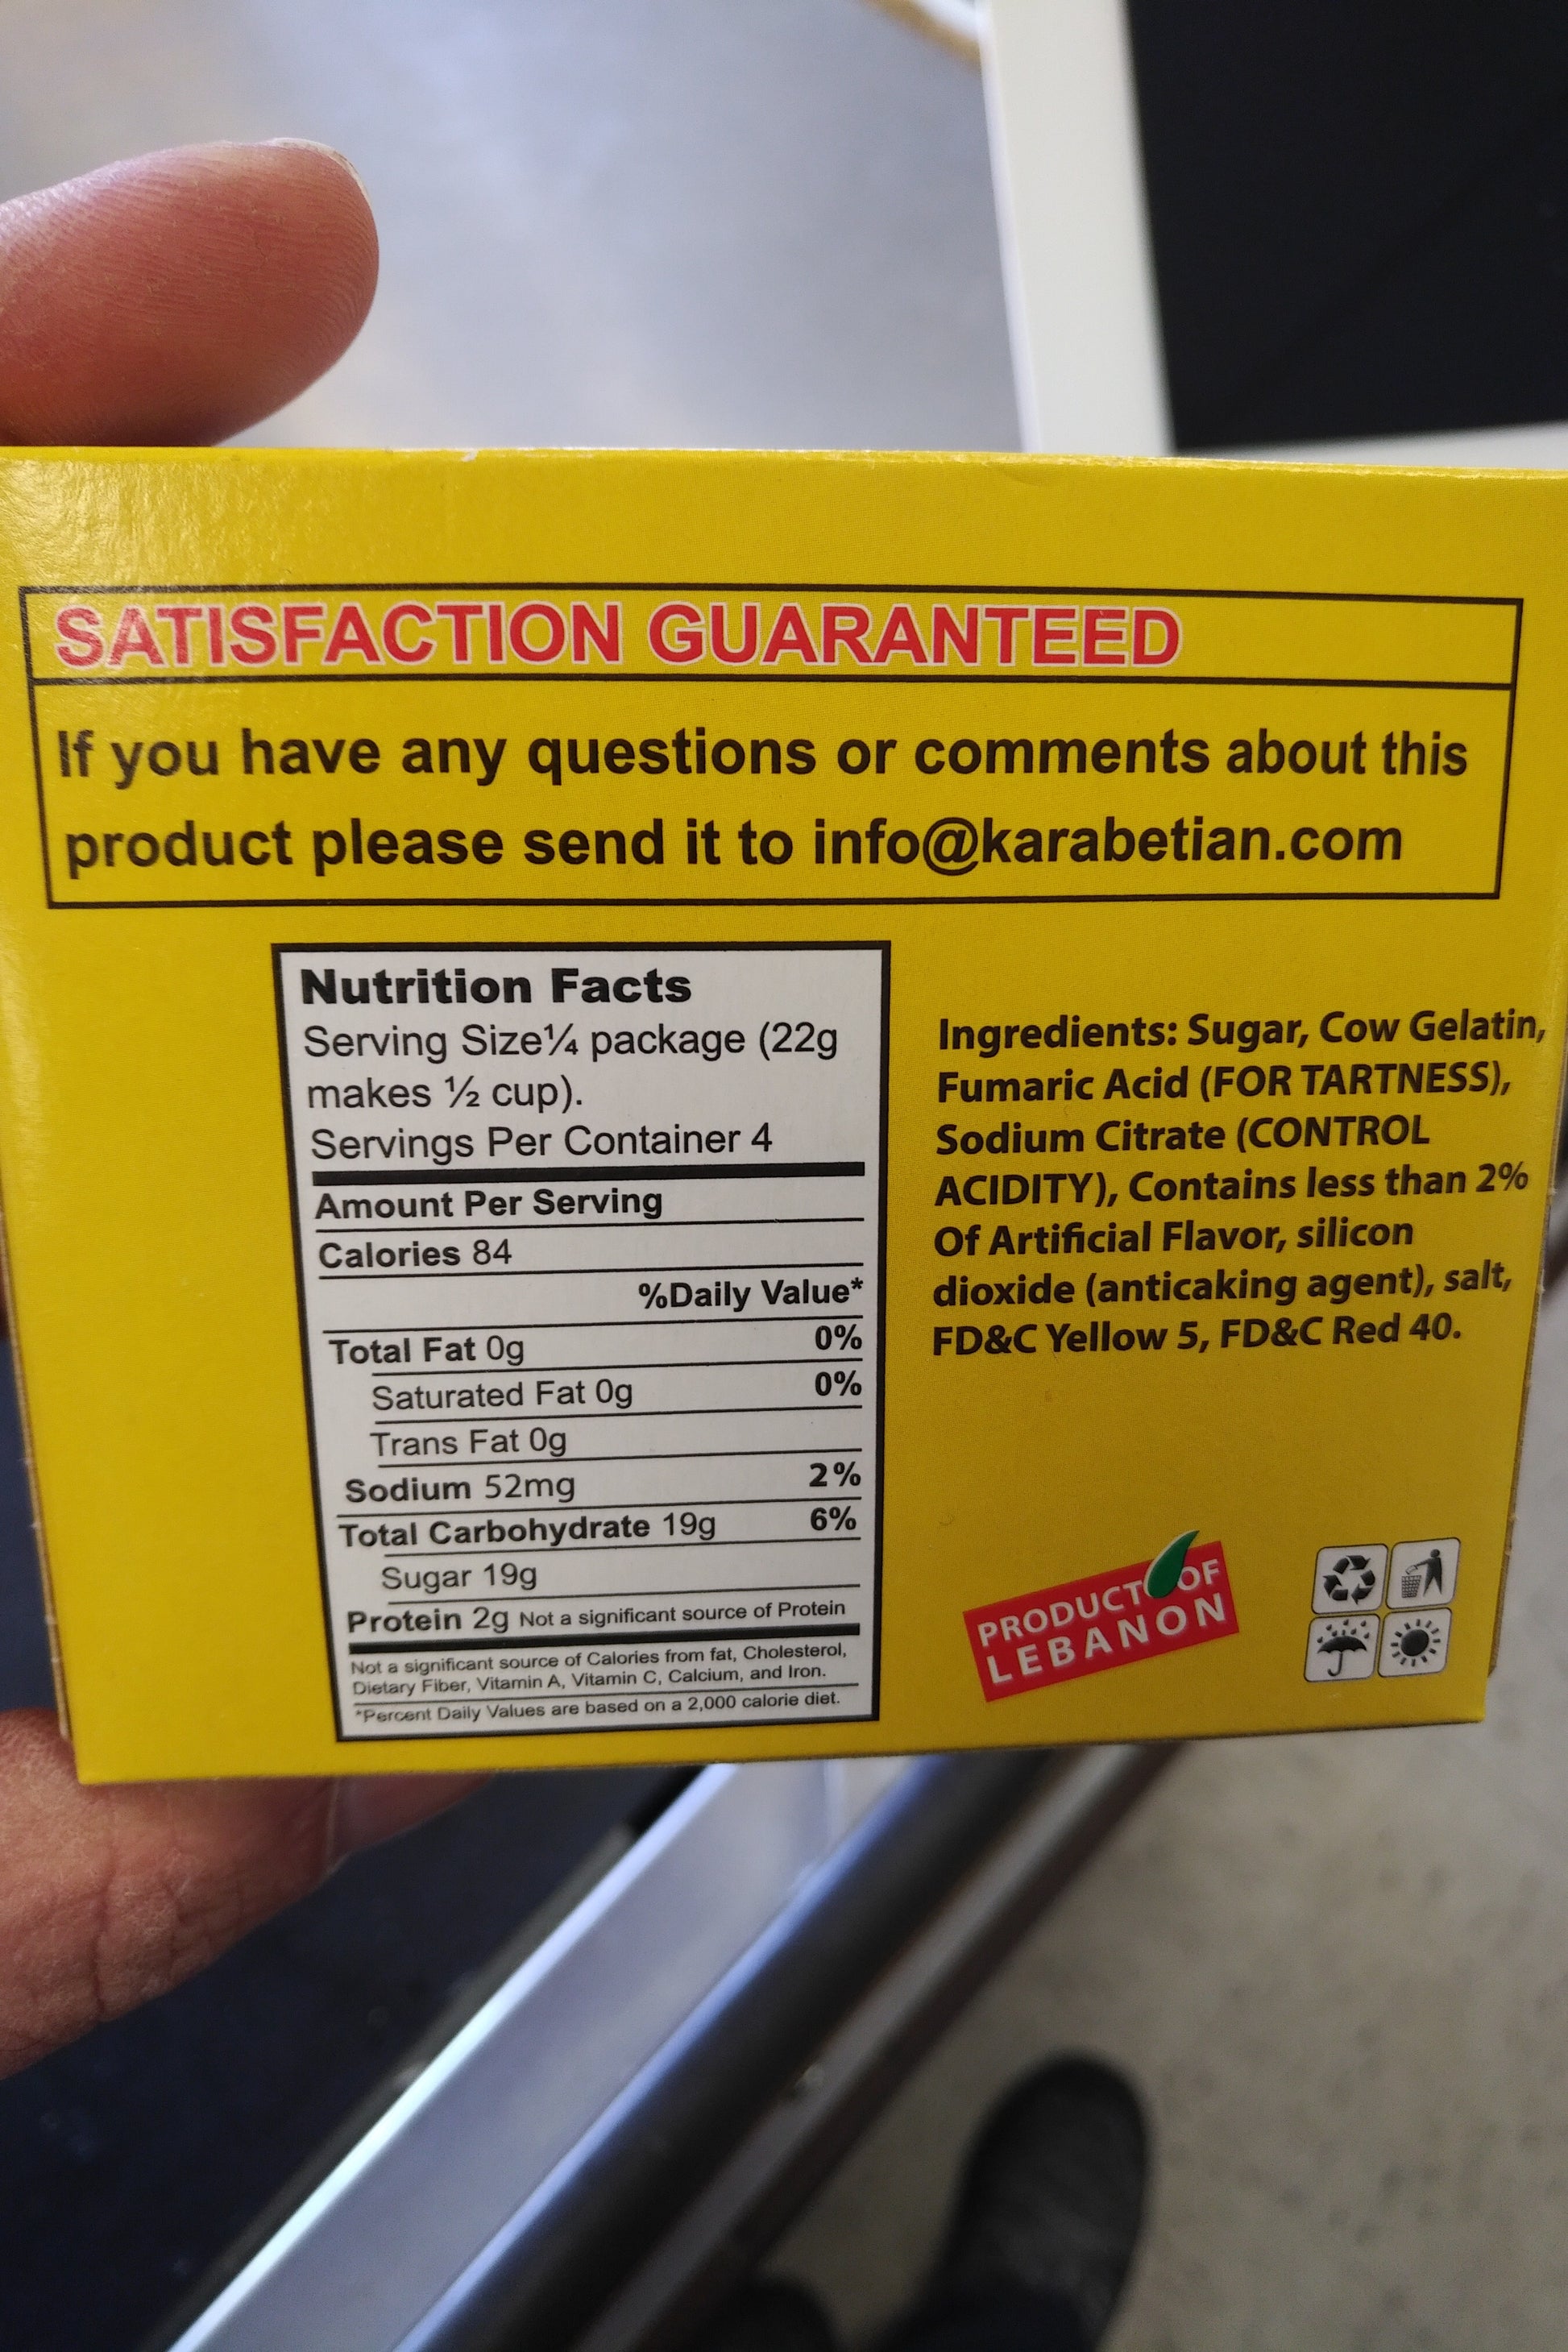 SATISFACTION GUARANTEED
If you have any questions or comments about this
product please send it to info@karabetian.com
Nutrition Facts
Serving Size¼ package (22g
makes ½ cup).
Servings Per Container 4
Amount Per Serving
Calories 84
%Daily Value*
Total Fat 0g 0%
Saturated Fat 0g 0%
Trans Fat 0g
Sodium 52mg 2%
Total Carbohydrate 19g 6%
Sugar 19g
Protein 2g Not a significant source of Protein
Not a significant source of Calories from fat, Cholesterol,
Dietary Fiber, Vitamin A, Vitamin C, Calcium, and Iron.
*Percent Daily Values are based on a 2,000 calorie diet.
Ingredients: Sugar, Cow Gelatin,
Fumaric Acid (FOR TARTNESS),
Sodium Citrate (CONTROL
ACIDITY), Contains less than 2%
Of Artificial Flavor, silicon
dioxide (anticaking agent), salt,
FD&C Yellow 5, FD&C Red 40.
PRODUCT OF
LEBANON